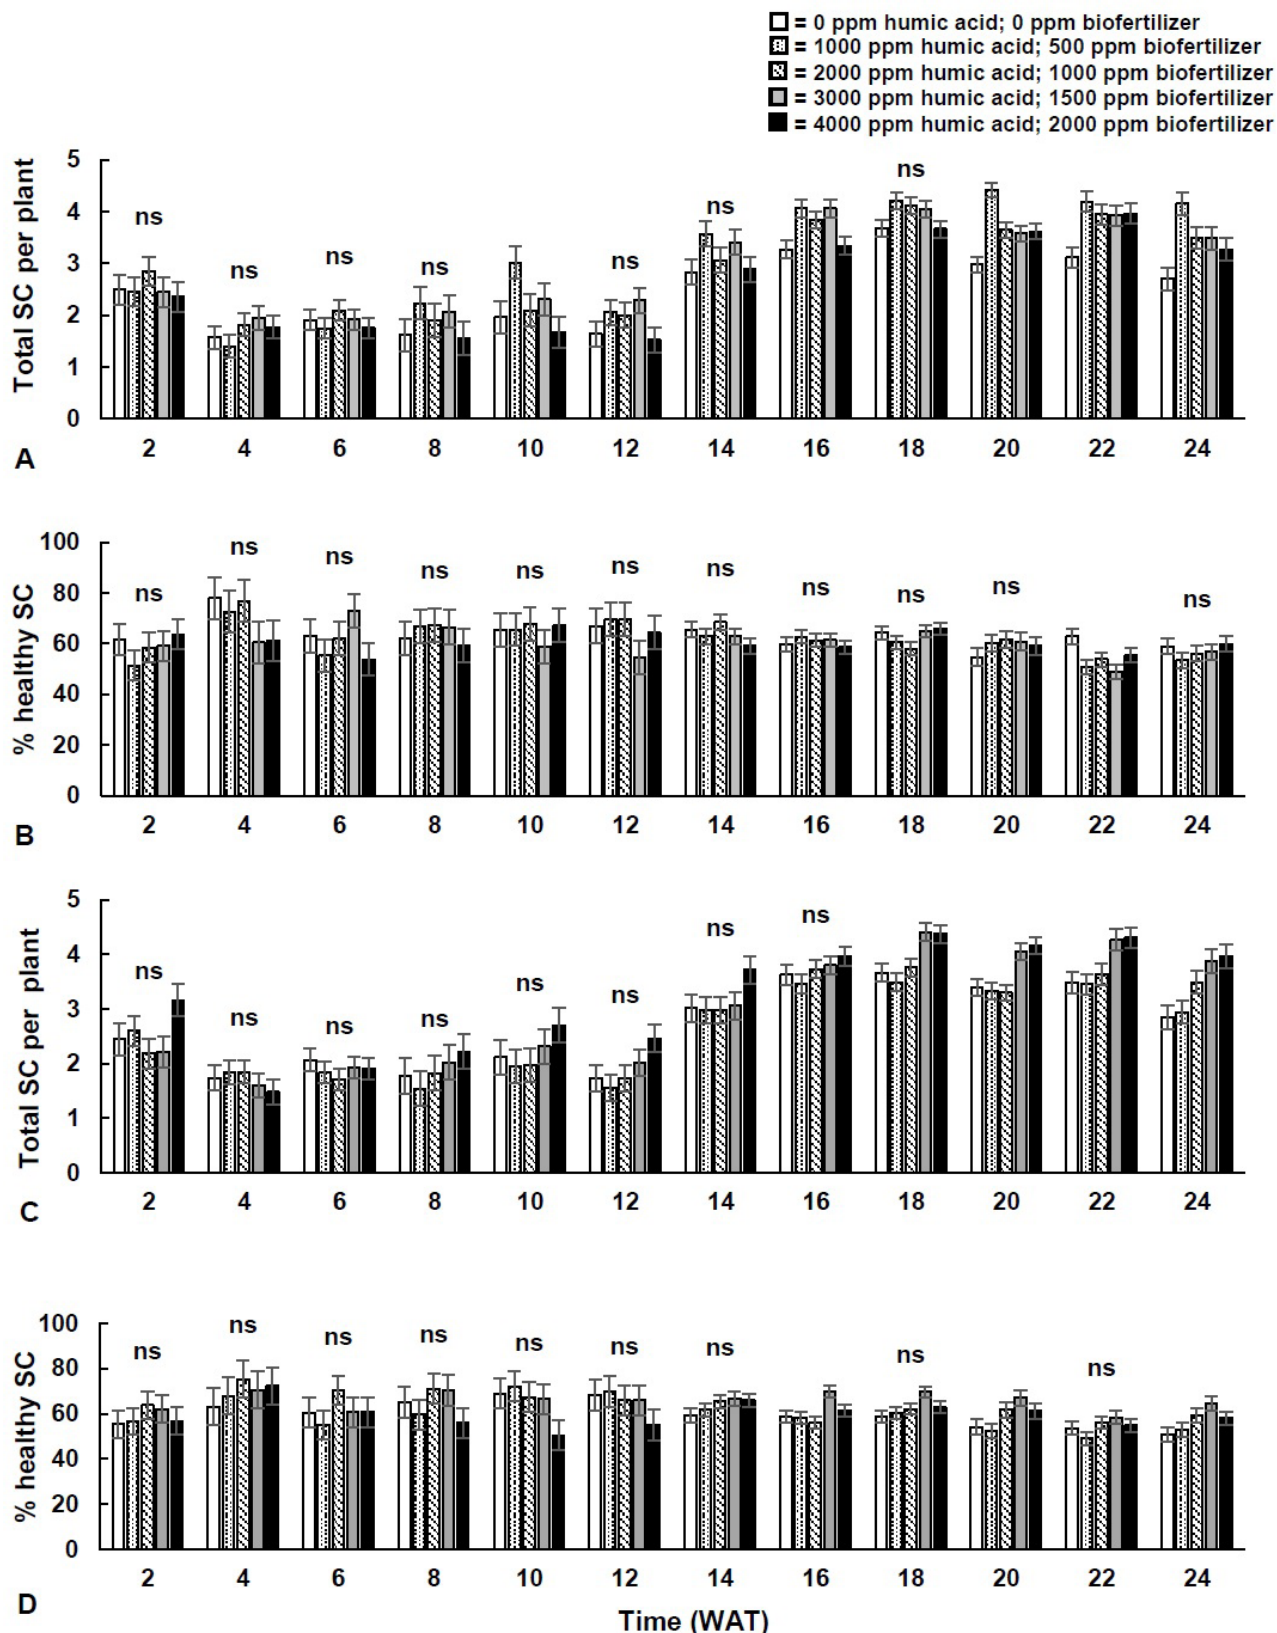 = 0 ppm humic acid; 0 ppm biofertilizer
= 1000 ppm humic acid; 500 ppm biofertilizer
= 2000 ppm humic acid; 1000 ppm biofertilizer
= 3000 ppm humic acid; 1500 ppm biofertilizer
= 4000 ppm humic acid; 2000 ppm biofertilizer
Total SC per plant
5
4
3
2
1
0
ns ns ns ns ns ns ns
2 4 6 8 10 12 14 16 18 20 22 24
A
% healthy SC
100
80
60
40
20
0
ns ns ns ns ns ns ns ns ns ns ns
2 4 6 8 10 12 14 16 18 20 22 24
B
Total SC per plant
5
4
3
2
1
0
ns ns ns ns ns ns ns ns
2 4 6 8 10 12 14 16 18 20 22 24
C
% healthy SC
100
80
60
40
20
0
ns ns ns ns ns ns ns ns ns
2 4 6 8 10 12 14 16 18 20 22 24
D
Time (WAT)